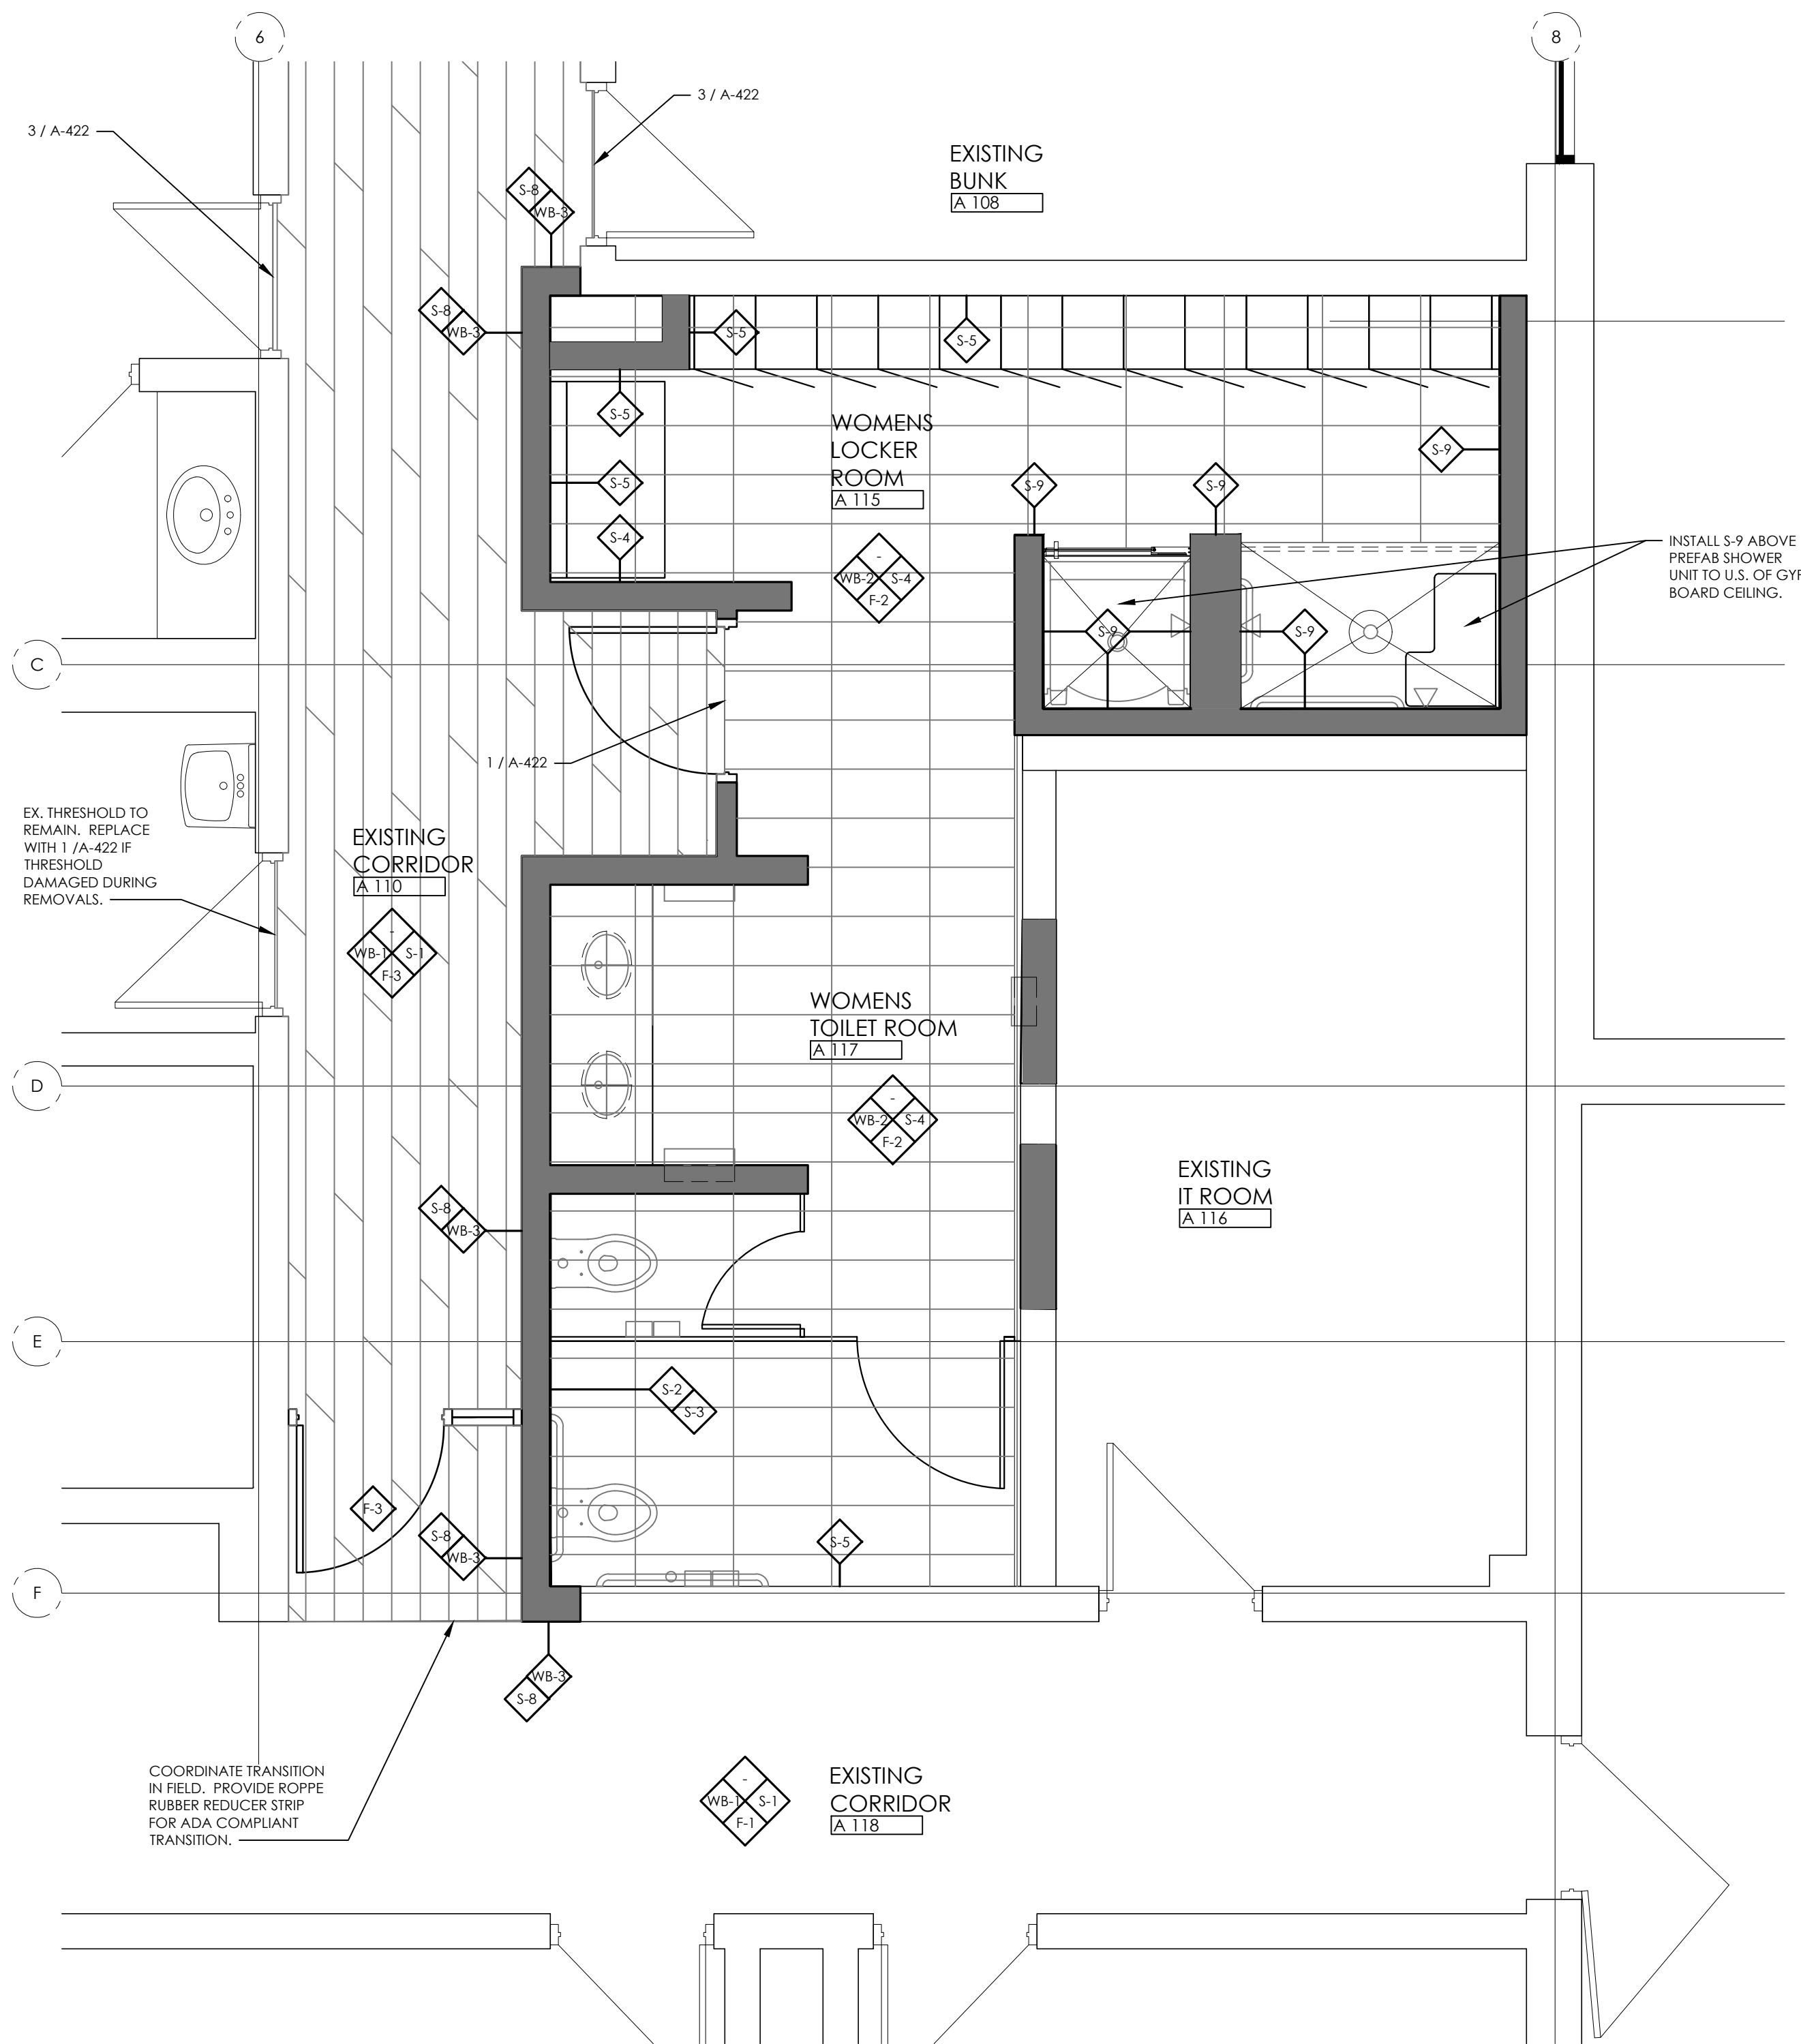 6
8
3 / A-422
3 / A-422
EXISTING
BUNK
A 108
S-8
WB-3
S-8
WB-3
S-5
S-5
S-5
S-5
S-4
WOMENS
LOCKER
ROOM
A 115
-
WB-2
S-4
F-2
S-9
S-9
S-9
S-9
S-9
INSTALL S-9 ABOVE
PREFAB SHOWER
UNIT TO U.S. OF GYP
BOARD CEILING.
C
1 / A-422
EX. THRESHOLD TO
REMAIN. REPLACE
WITH 1 /A-422 IF
THRESHOLD
DAMAGED DURING
REMOVALS.
EXISTING
CORRIDOR
A 110
-
WB-1
S-1
F-3
WOMENS
TOILET ROOM
A 117
-
WB-2
S-4
F-2
D
EXISTING
IT ROOM
A 116
S-8
WB-3
E
S-2
S-3
F-3
S-8
WB-3
S-5
F
WB-3
S-8
COORDINATE TRANSITION
IN FIELD. PROVIDE ROPPE
RUBBER REDUCER STRIP
FOR ADA COMPLIANT
TRANSITION.
-
WB-1
S-1
F-1
EXISTING
CORRIDOR
A 118